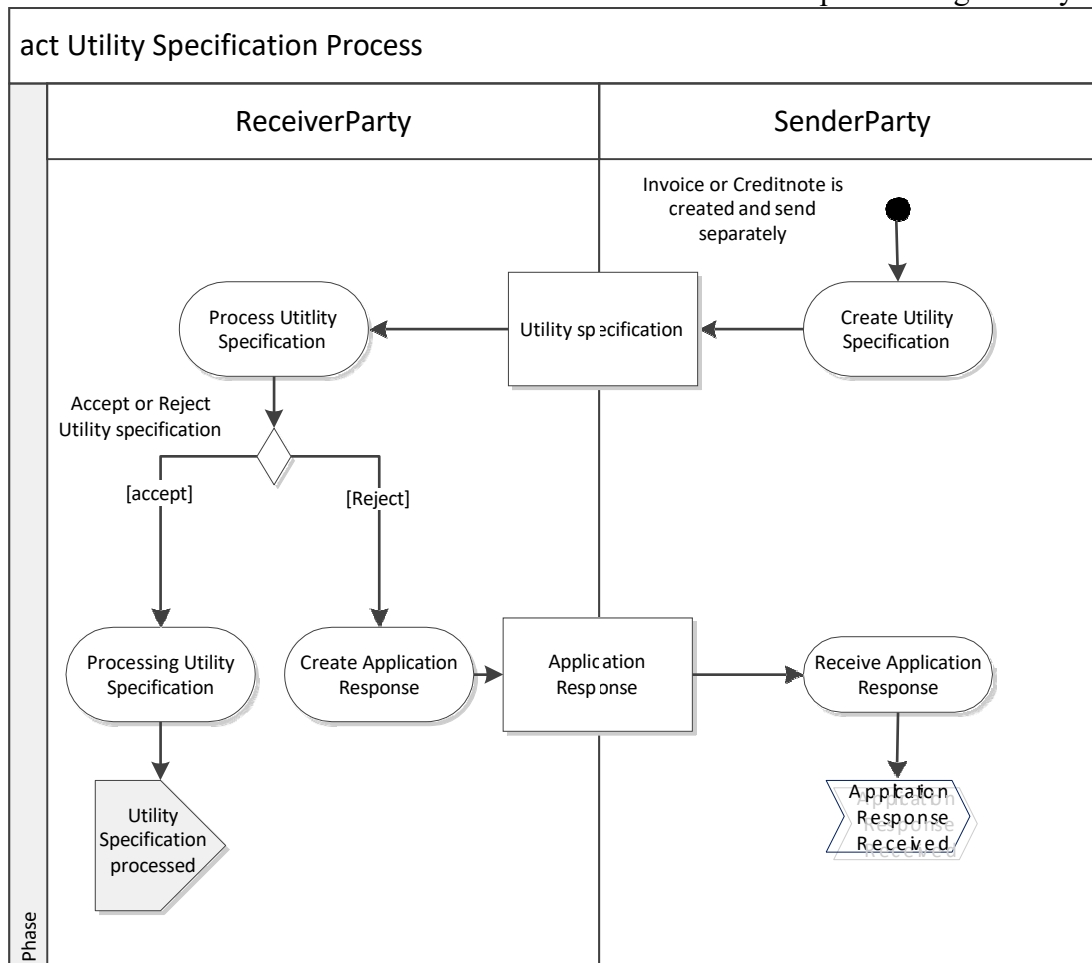 act Utility Specification Process
ReceiverParty
SenderParty
Invoice or Creditnote is
created and send
separately
Process Utitlity
Specification
Utility specification
Create Utility
Specification
Accept or Reject
Utility specification
[accept]
[Reject]
Processing Utility
Specification
Create Application
Response
Application
Response
Receive Application
Response
Utility
Specification
processed
Application
Response
Received
Phase